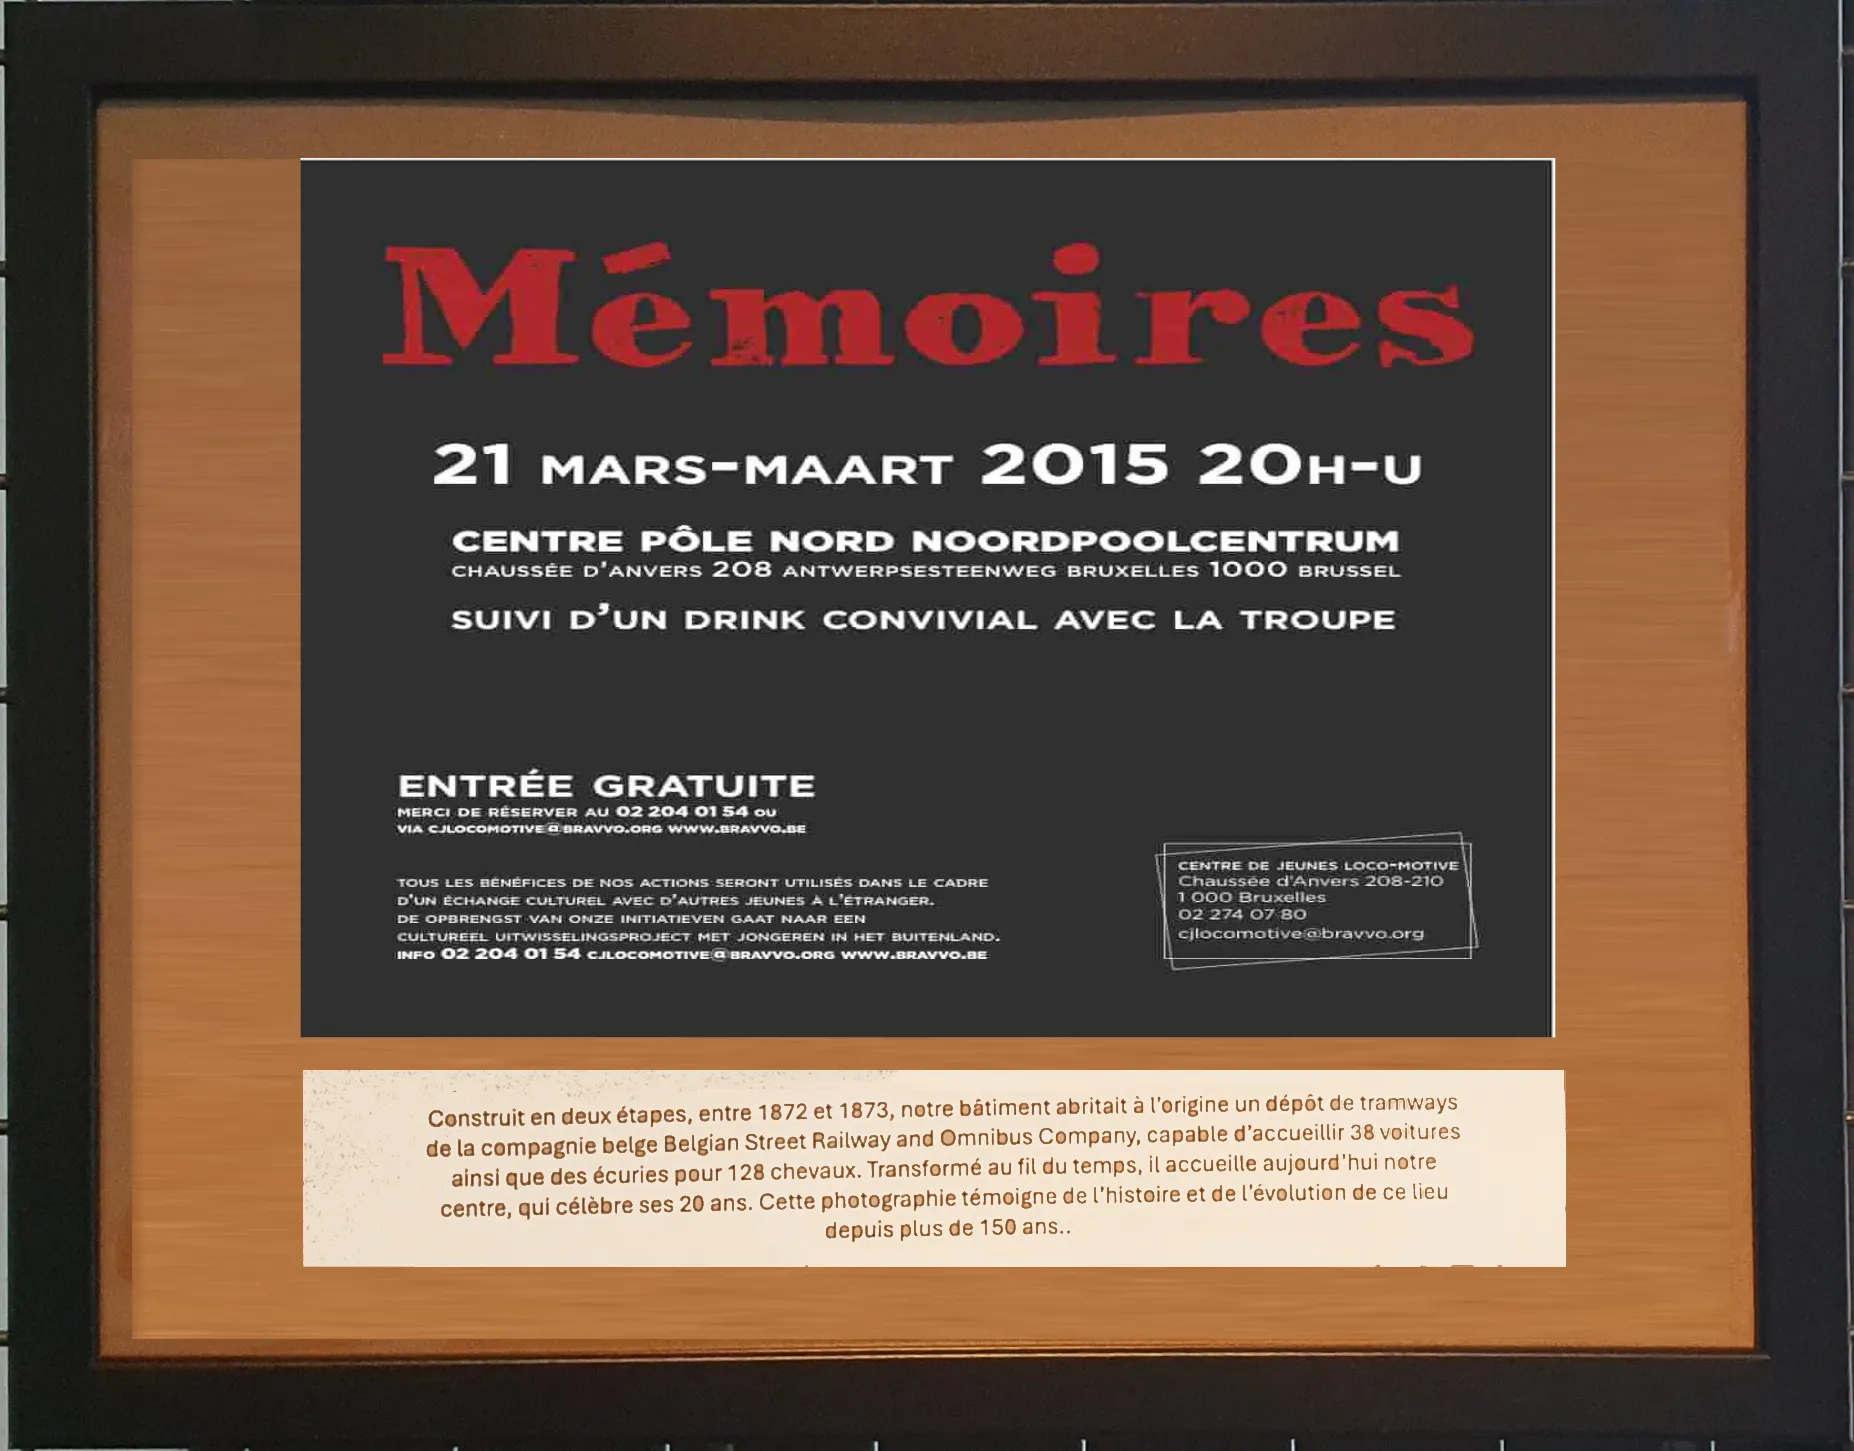 Mémoires
21 MARS-MAART 2015 20H-U
CENTRE PÔLE NORD NOORDPOOLCENTRUM
CHAUSSÉE D'ANVERS 208 ANTWERPSESTEENWEG BRUXELLES 1000 BRUSSEL
SUIVI D'UN DRINK CONVIVIAL AVEC LA TROUPE
ENTRÉE GRATUITE
MERCI DE RÉSERVER AU 02 204 01 54 OU
VIA CJLOCOMOTIVE@BRAVVO.ORG WWW.BRAVVO.BE
TOUS LES BÉNÉFICES DE NOS ACTIONS SERONT UTILISÉS DANS LE CADRE
D'UN ÉCHANGE CULTUREL AVEC D'AUTRES JEUNES À L'ÉTRANGER.
DE OPBRENGST VAN ONZE INITIATIEVEN GAAT NAAR EEN
CULTUREEL UITWISSELINGSPROJECT MET JONGEREN IN HET BUITENLAND.
INFO 02 204 01 54 CJLOCOMOTIVE@BRAVVO.ORG WWW.BRAVVO.BE
CENTRE DE JEUNES LOCO-MOTIVE
Chaussée d'Anvers 208-210
1 000 Bruxelles
02 274 07 80
cjlocomotive@bravvo.org
Construit en deux étapes, entre 1872 et 1873, notre bâtiment abritait à l'origine un dépôt de tramways
de la compagnie belge Belgian Street Railway and Omnibus Company, capable d'accueillir 38 voitures
ainsi que des écuries pour 128 chevaux. Transformé au fil du temps, il accueille aujourd'hui notre
centre, qui célèbre ses 20 ans. Cette photographie témoigne de l'histoire et de l'évolution de ce lieu
depuis plus de 150 ans..